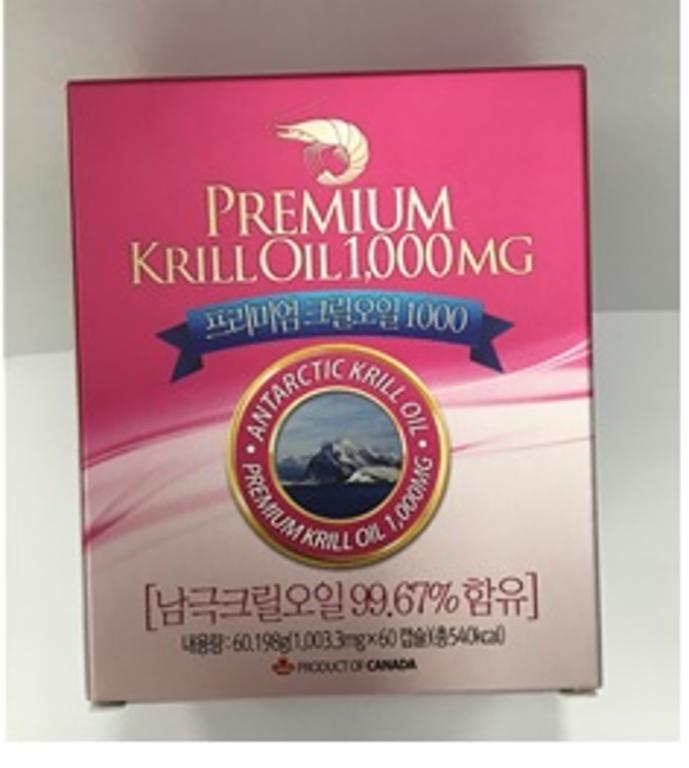 PREMIUM
KRILL OIL 1,000MG
프리미엄 크릴오일 1000
ANTARCTIC KRILL OIL
PREMIUM KRILL OIL 1,000MG
[남극크릴오일 99.67% 함유]
내용량 : 60.198g(1,003.3mg×60 캡슐)(총540kcal)
PRODUCT OF CANADA